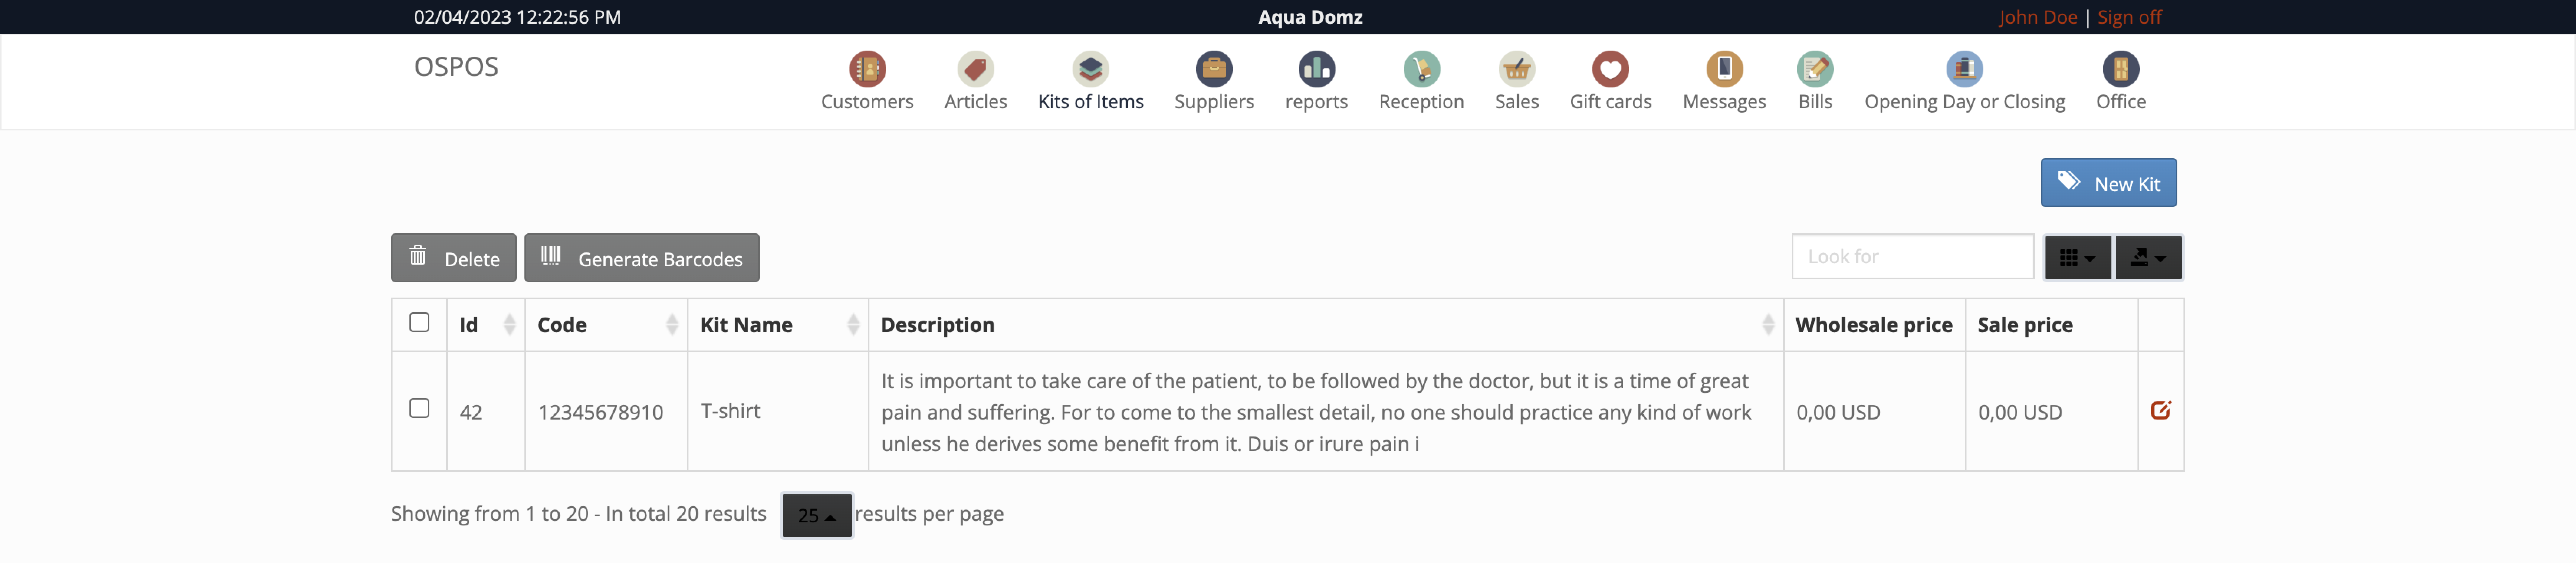 02/04/2023 12:22:56 PM
Aqua Domz
John Doe | Sign off
OSPOS
Customers
Articles
Kits of Items
Suppliers
reports
Reception
Sales
Gift cards
Messages
Bills
Opening Day or Closing
Office
New Kit
Delete
Generate Barcodes
Look for
Id
Code
Kit Name
Description
Wholesale price
Sale price
42
12345678910
T-shirt
It is important to take care of the patient, to be followed by the doctor, but it is a time of great
pain and suffering. For to come to the smallest detail, no one should practice any kind of work
unless he derives some benefit from it. Duis or irure pain i
0,00 USD
0,00 USD
Showing from 1 to 20 - In total 20 results 25 results per page